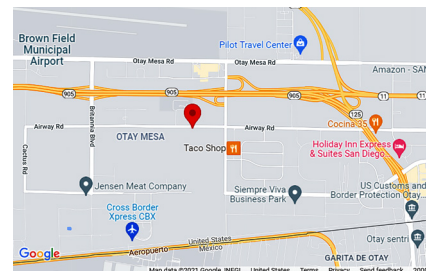 Brown Field
Municipal
Airport
Otay Mesa Rd
Pilot Travel Center
Otay Mesa Rd
Amazon - SAN
905
905
905
11
11
125
Britannia Blvd
Cactus Rd
Airway Rd
OTAY MESA
Airway Rd
Cocina 35
Taco Shop
Holiday Inn Express
& Suites San Diego
Jensen Meat Company
Siempre Viva
Business Park
US Customs and
Border Protection Otay...
Cross Border
Xpress CBX
Otay sentri
United States
México
Aeropuerto
GARITA DE OTAY
Google
Map data ©2021 Google, INEGI United States Terms Privacy Send feedback